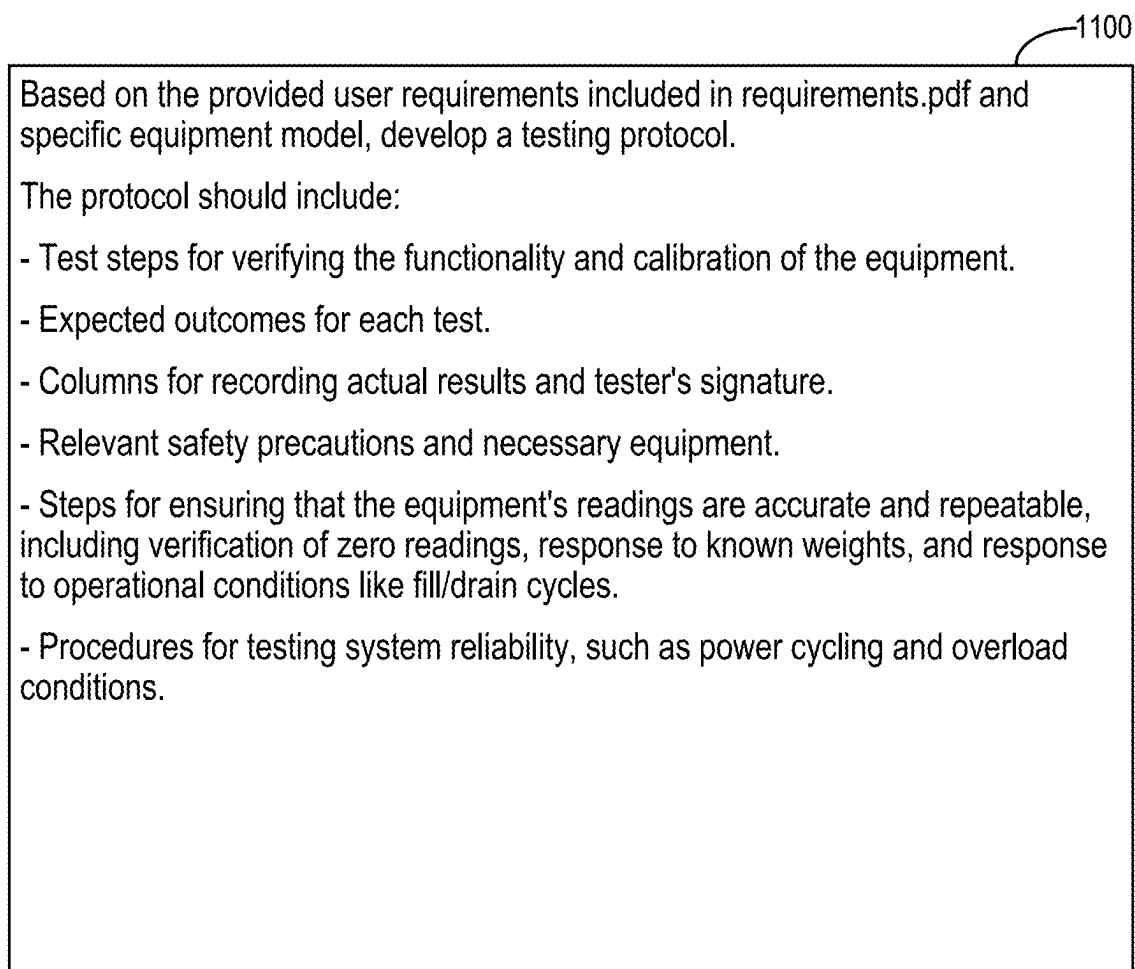 1100
Based on the provided user requirements included in requirements.pdf and
specific equipment model, develop a testing protocol.
The protocol should include:
- Test steps for verifying the functionality and calibration of the equipment.
- Expected outcomes for each test.
- Columns for recording actual results and tester's signature.
- Relevant safety precautions and necessary equipment.
- Steps for ensuring that the equipment's readings are accurate and repeatable,
including verification of zero readings, response to known weights, and response
to operational conditions like fill/drain cycles.
- Procedures for testing system reliability, such as power cycling and overload
conditions.